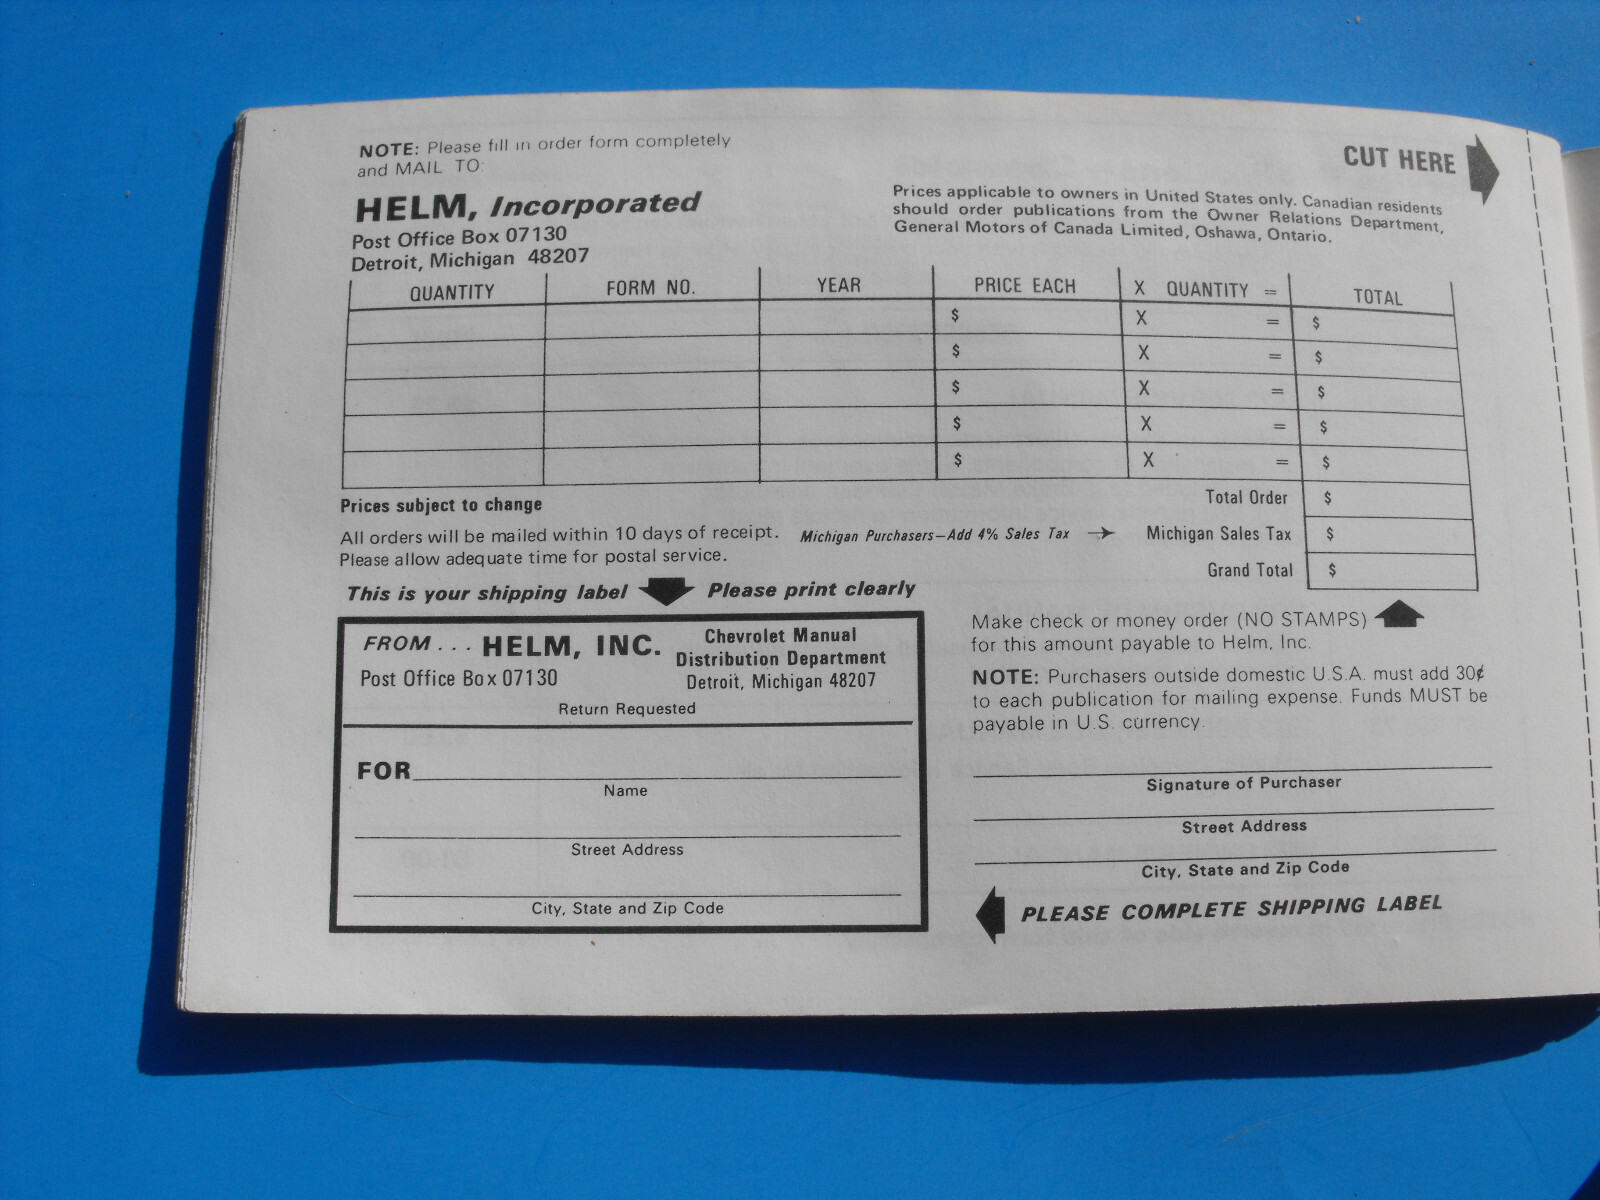 NOTE: Please fill in order form completely
and MAIL TO:
HELM, Incorporated
Post Office Box 07130
Detroit, Michigan 48207
CUT HERE
Prices applicable to owners in United States only. Canadian residents
should order publications from the Owner Relations Department,
General Motors of Canada Limited, Oshawa, Ontario.
QUANTITY FORM NO. YEAR PRICE EACH X QUANTITY = TOTAL
$ X = $
$ X = $
$ X = $
$ X = $
$ X = $
Prices subject to change
Total Order $
All orders will be mailed within 10 days of receipt. Michigan Purchasers—Add 4% Sales Tax → Michigan Sales Tax $
Please allow adequate time for postal service.
Grand Total $
This is your shipping label Please print clearly
FROM . . . HELM, INC.
Post Office Box 07130
Chevrolet Manual
Distribution Department
Detroit, Michigan 48207
Return Requested
FOR
Name
Street Address
City, State and Zip Code
Make check or money order (NO STAMPS)
for this amount payable to Helm, Inc.
NOTE: Purchasers outside domestic U.S.A. must add 30¢
to each publication for mailing expense. Funds MUST be
payable in U.S. currency.
Signature of Purchaser
Street Address
City, State and Zip Code
PLEASE COMPLETE SHIPPING LABEL